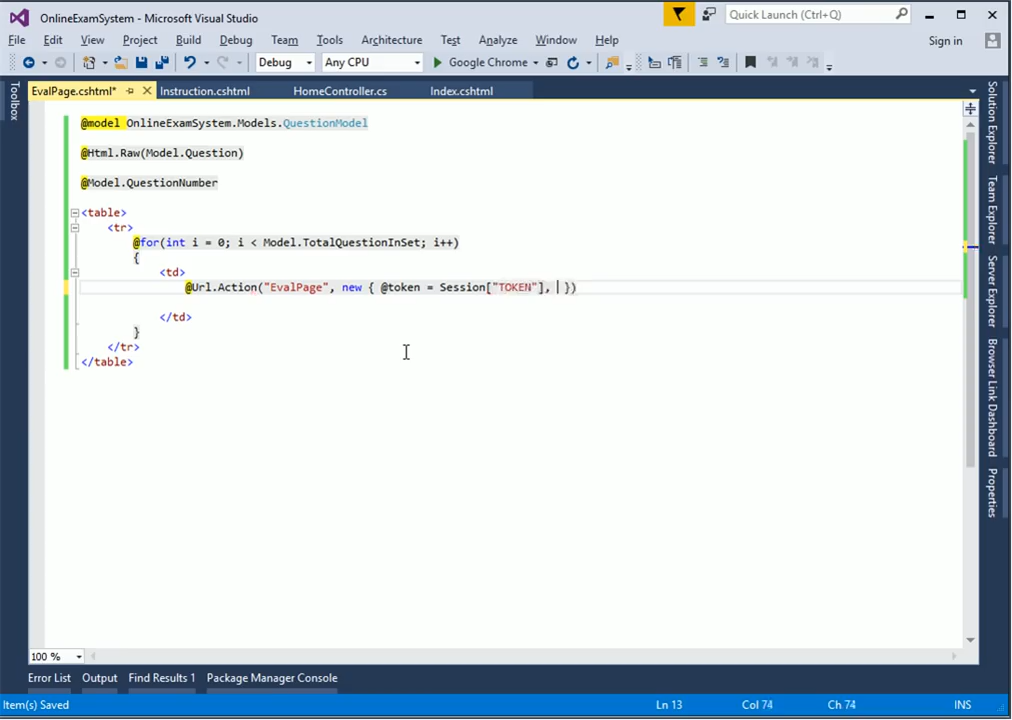 OnlineExamSystem - Microsoft Visual Studio
Quick Launch (Ctrl+Q)
File Edit View Project Build Debug Team Tools Architecture Test Analyze Window Help
Sign in
Debug Any CPU Google Chrome
EvalPage.cshtml* Instruction.cshtml HomeController.cs Index.cshtml
Toolbox
@model OnlineExamSystem.Models.QuestionModel
@Html.Raw(Model.Question)
@Model.QuestionNumber
<table>
<tr>
@for(int i = 0; i < Model.TotalQuestionInSet; i++)
{
<td>
@Url.Action("EvalPage", new { @token = Session["TOKEN"], })
</td>
}
</tr>
</table>
Solution Explorer
Team Explorer
Server Explorer
Browser Link Dashboard
Properties
100 %
Error List Output Find Results 1 Package Manager Console
Item(s) Saved Ln 13 Col 74 Ch 74 INS